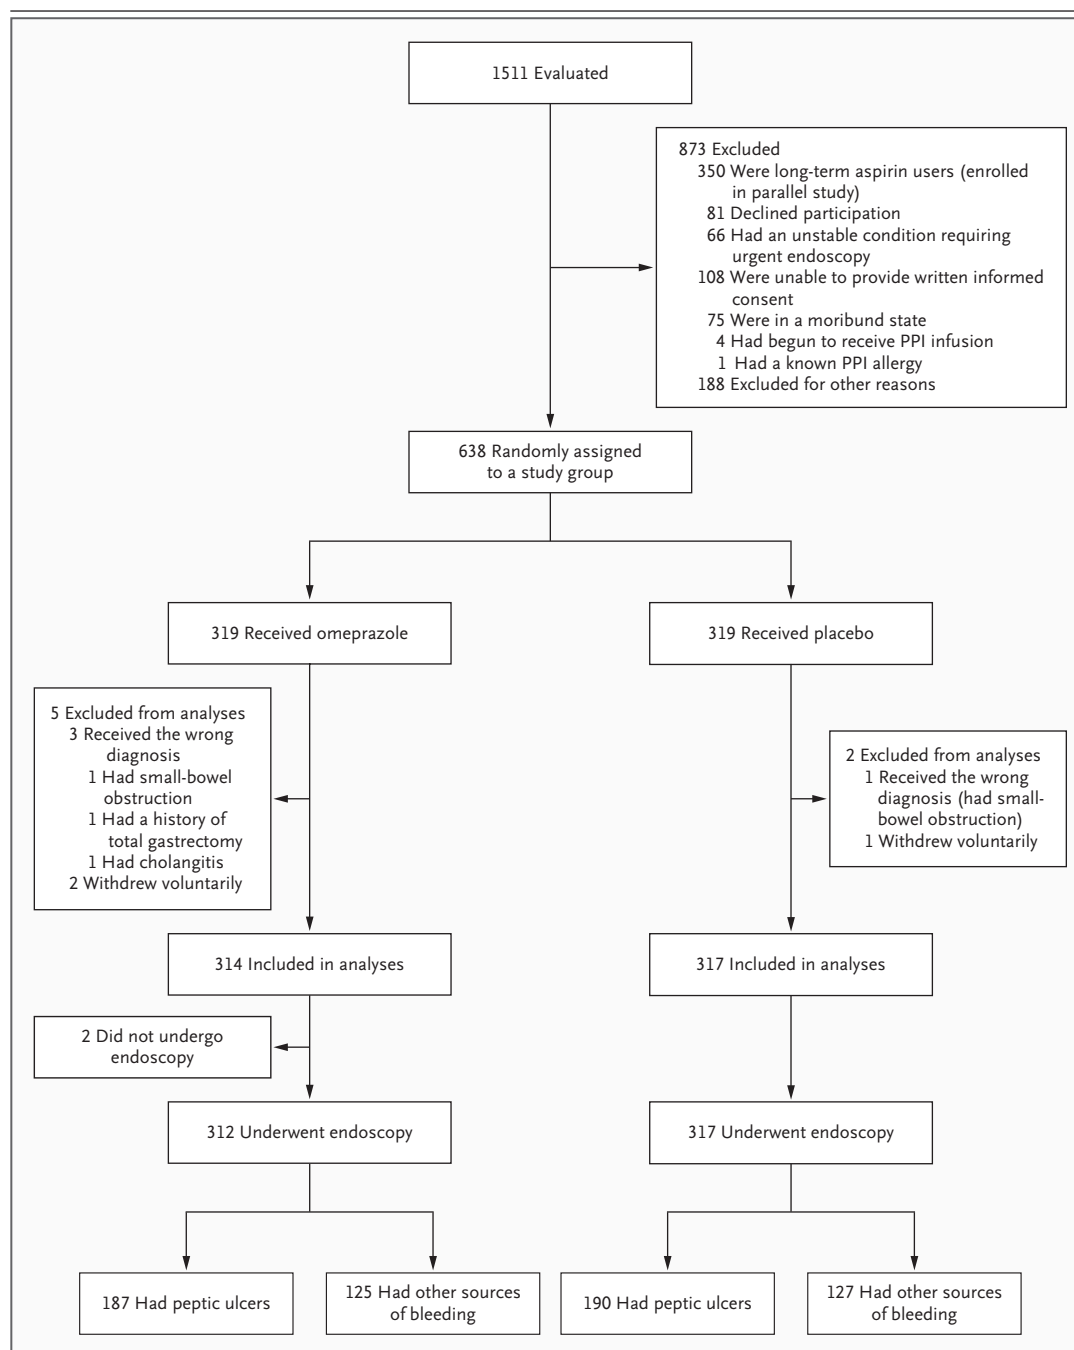 1511 Evaluated
873 Excluded
350 Were long-term aspirin users (enrolled
in parallel study)
81 Declined participation
66 Had an unstable condition requiring
urgent endoscopy
108 Were unable to provide written informed
consent
75 Were in a moribund state
4 Had begun to receive PPI infusion
1 Had a known PPI allergy
188 Excluded for other reasons
638 Randomly assigned
to a study group
319 Received omeprazole
319 Received placebo
5 Excluded from analyses
3 Received the wrong
diagnosis
1 Had small-bowel
obstruction
1 Had a history of
total gastrectomy
1 Had cholangitis
2 Withdrew voluntarily
2 Excluded from analyses
1 Received the wrong
diagnosis (had small-
bowel obstruction)
1 Withdrew voluntarily
314 Included in analyses
317 Included in analyses
2 Did not undergo
endoscopy
312 Underwent endoscopy
317 Underwent endoscopy
187 Had peptic ulcers
125 Had other sources
of bleeding
190 Had peptic ulcers
127 Had other sources
of bleeding